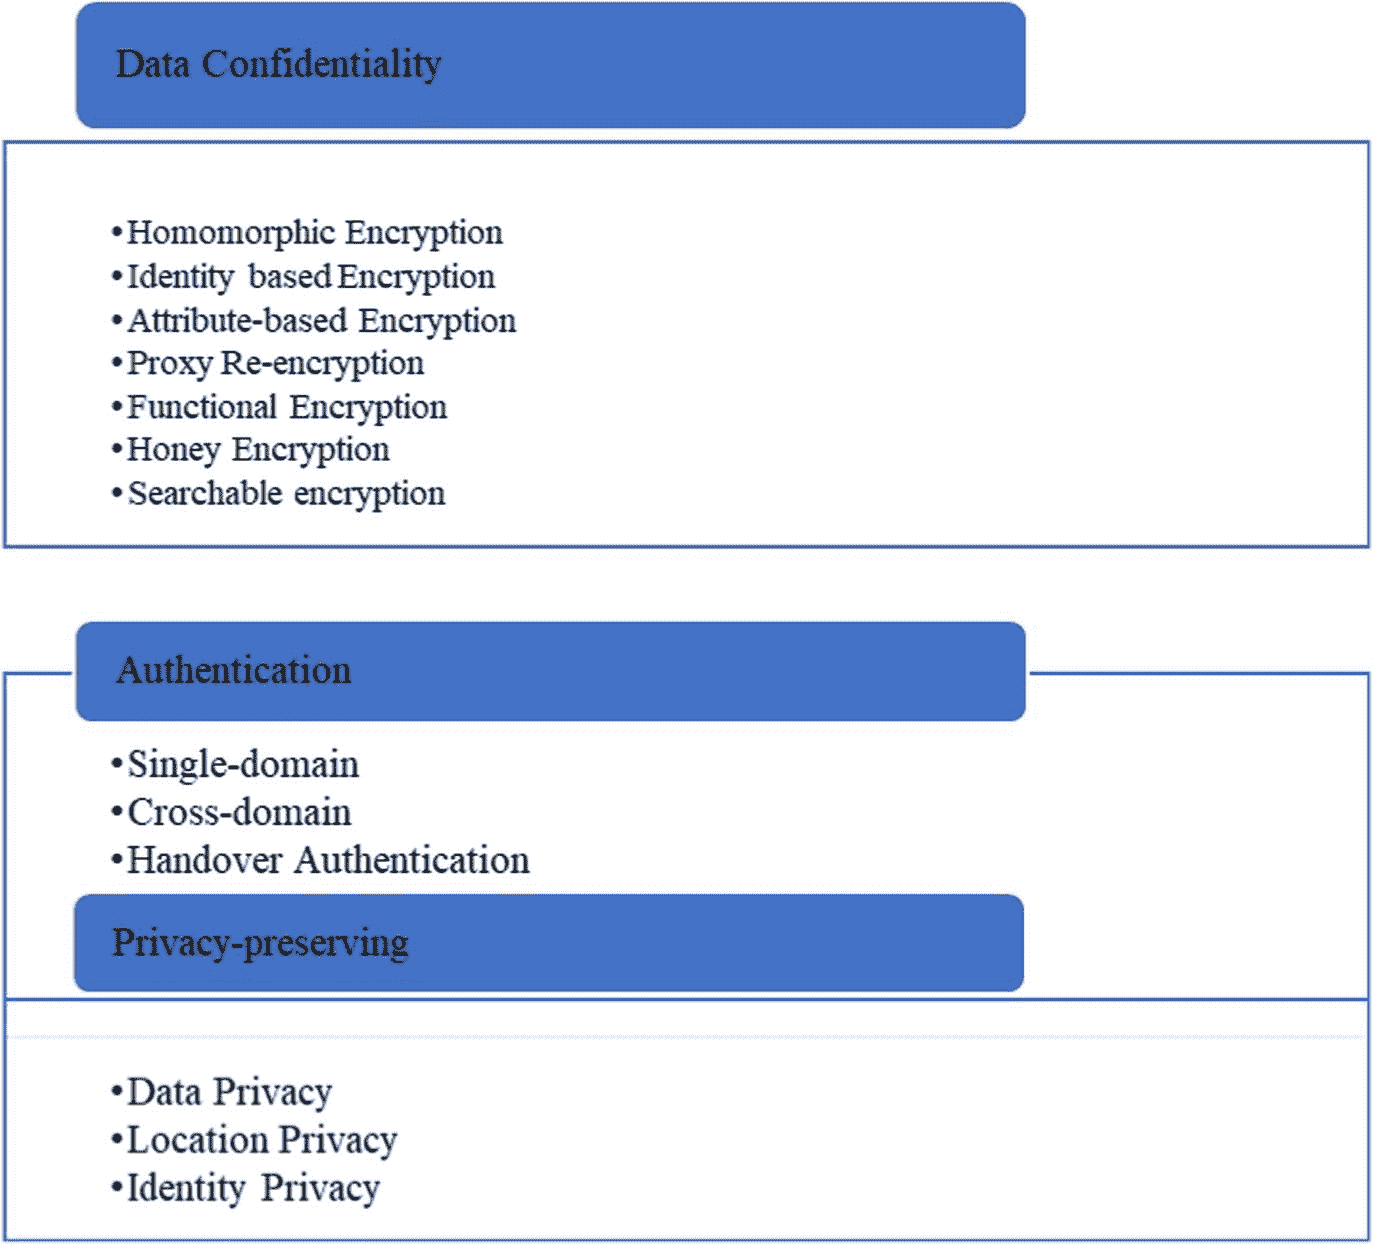 Data Confidentiality
•Homomorphic Encryption
•Identity based Encryption
•Attribute-based Encryption
•Proxy Re-encryption
•Functional Encryption
•Honey Encryption
•Searchable encryption
Authentication
•Single-domain
•Cross-domain
•Handover Authentication
Privacy-preserving
•Data Privacy
•Location Privacy
•Identity Privacy